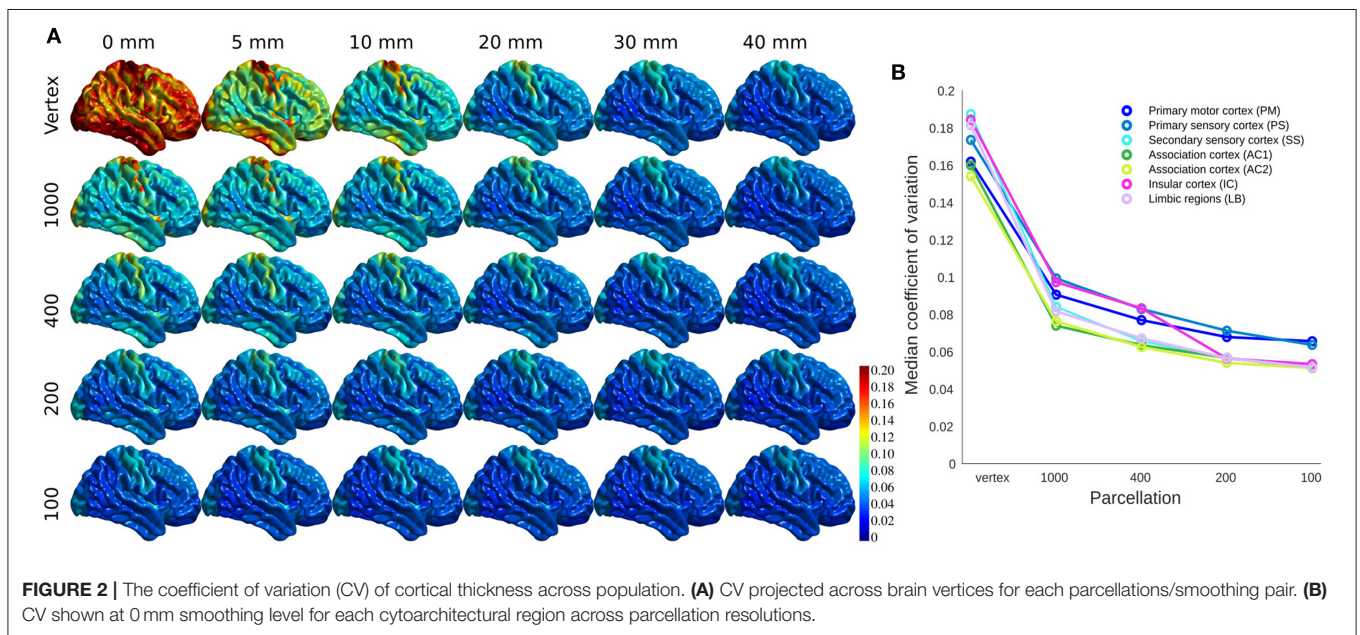 A
0 mm 5 mm 10 mm 20 mm 30 mm 40 mm
Vertex
1000
400
200
100
0.20
0.18
0.16
0.14
0.12
0.10
0.08
0.06
0.04
0.02
0
B
Median coefficient of variation
0.2
0.18
0.16
0.14
0.12
0.1
0.08
0.06
0.04
0.02
0
Primary motor cortex (PM)
Primary sensory cortex (PS)
Secondary sensory cortex (SS)
Association cortex (AC1)
Association cortex (AC2)
Insular cortex (IC)
Limbic regions (LB)
vertex 1000 400 200 100
Parcellation
FIGURE 2 | The coefficient of variation (CV) of cortical thickness across population. (A) CV projected across brain vertices for each parcellations/smoothing pair. (B)
CV shown at 0 mm smoothing level for each cytoarchitectural region across parcellation resolutions.